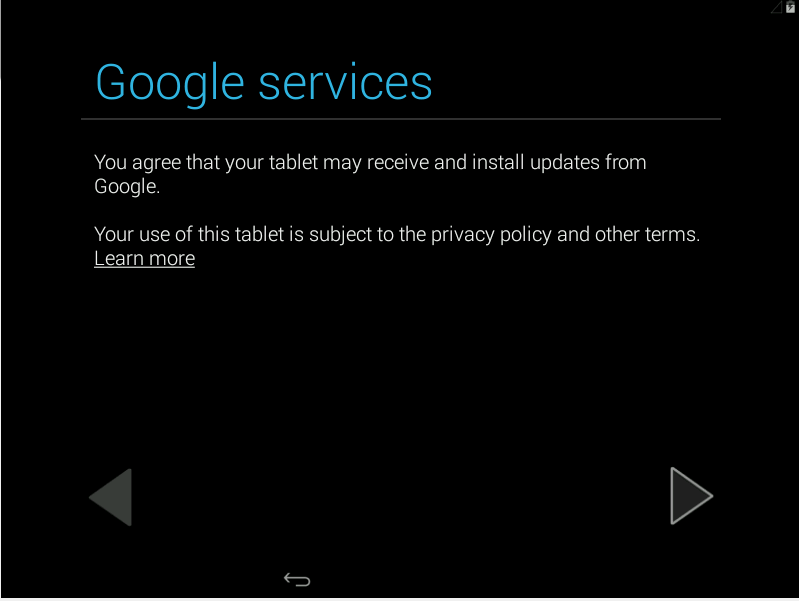 Google services
You agree that your tablet may receive and install updates from
Google.
Your use of this tablet is subject to the privacy policy and other terms.
Learn more